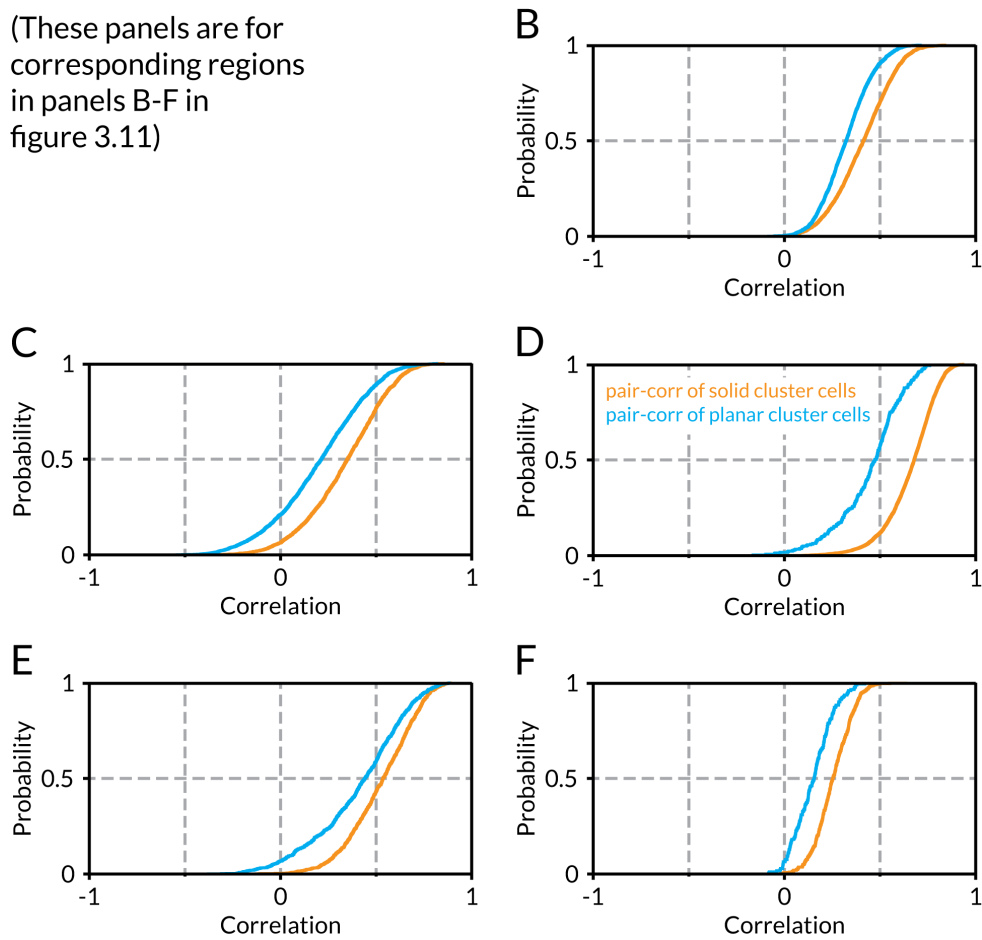 (These panels are for
corresponding regions
in panels B-F in
figure 3.11)
B
Probability
1
0.5
0
-1
0
1
Correlation
C
Probability
1
0.5
0
-1
0
1
Correlation
D
Probability
1
0.5
0
pair-corr of solid cluster cells
pair-corr of planar cluster cells
-1
0
1
Correlation
E
Probability
1
0.5
0
-1
0
1
Correlation
F
Probability
1
0.5
0
-1
0
1
Correlation